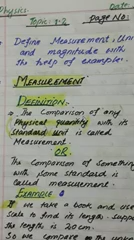 Physics
Date:
Topic: 1.2 Page No:
Define Measurement, Uni
and magnitude with
the help of example.
MEASUREMENT
Definition:
The Comparison of any
Physical quantity with its
Standard unit is called
Measurement.
OR
The Comparison of Something
with Some Standard is
Called measurement.
Example
If we take a book and use
scale to find its length. Suppo
the length is 20 cm.
So we Compare the unkn